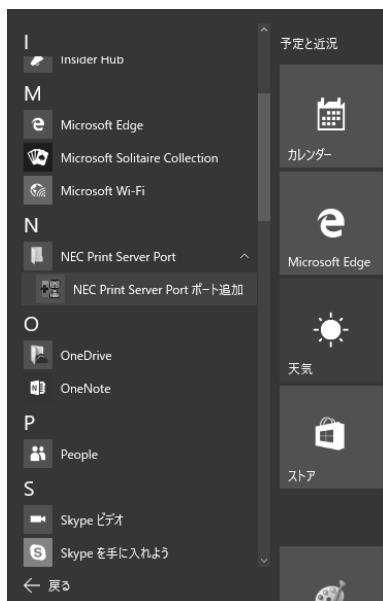 I
Insider Hub
M
Microsoft Edge
Microsoft Solitaire Collection
Microsoft Wi-Fi
N
NEC Print Server Port
NEC Print Server Port ポート追加
O
OneDrive
OneNote
P
People
S
Skype ビデオ
Skype を手に入れよう
戻る
予定と近況
カレンダー
Microsoft Edge
天気
ストア